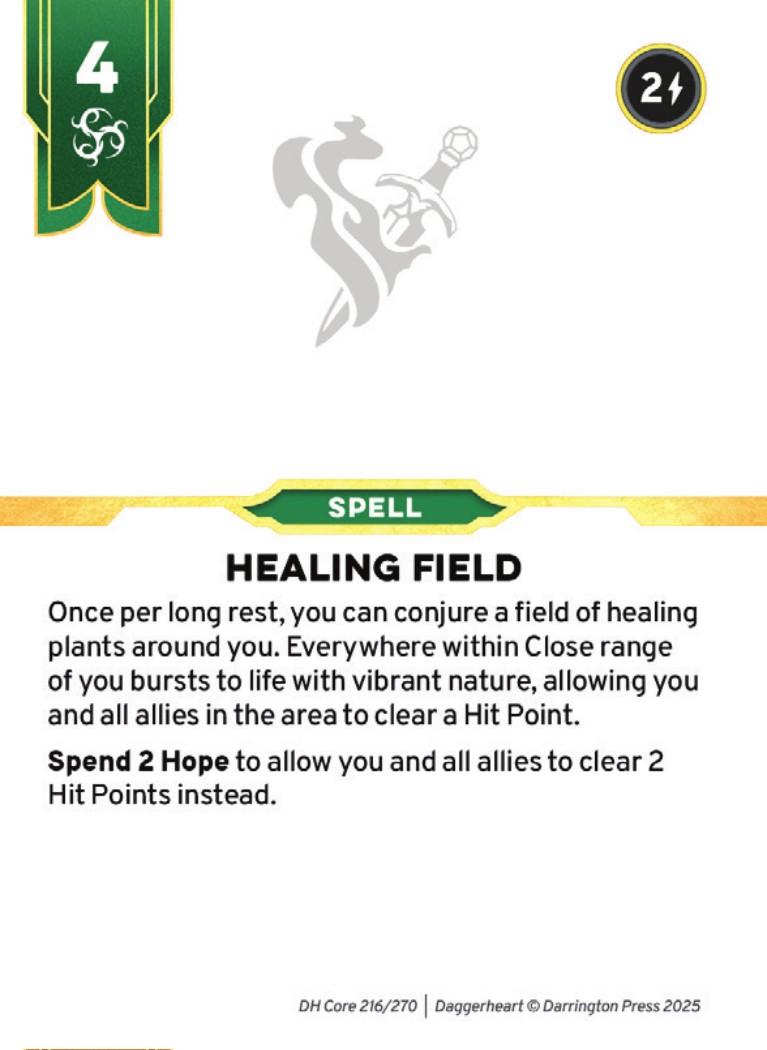 4
2
SPELL
HEALING FIELD
Once per long rest, you can conjure a field of healing
plants around you. Everywhere within Close range
of you bursts to life with vibrant nature, allowing you
and all allies in the area to clear a Hit Point.
Spend 2 Hope to allow you and all allies to clear 2
Hit Points instead.
DH Core 216/270 | Daggerheart © Darrington Press 2025